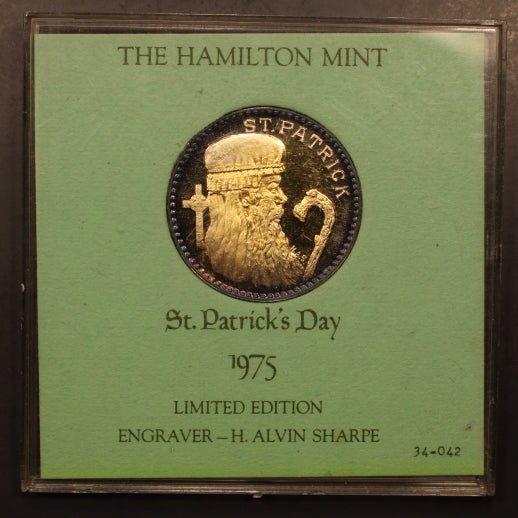 THE HAMILTON MINT
ST. PATRICK
St. Patrick's Day
1975
LIMITED EDITION
ENGRAVER – H. ALVIN SHARPE
34-042